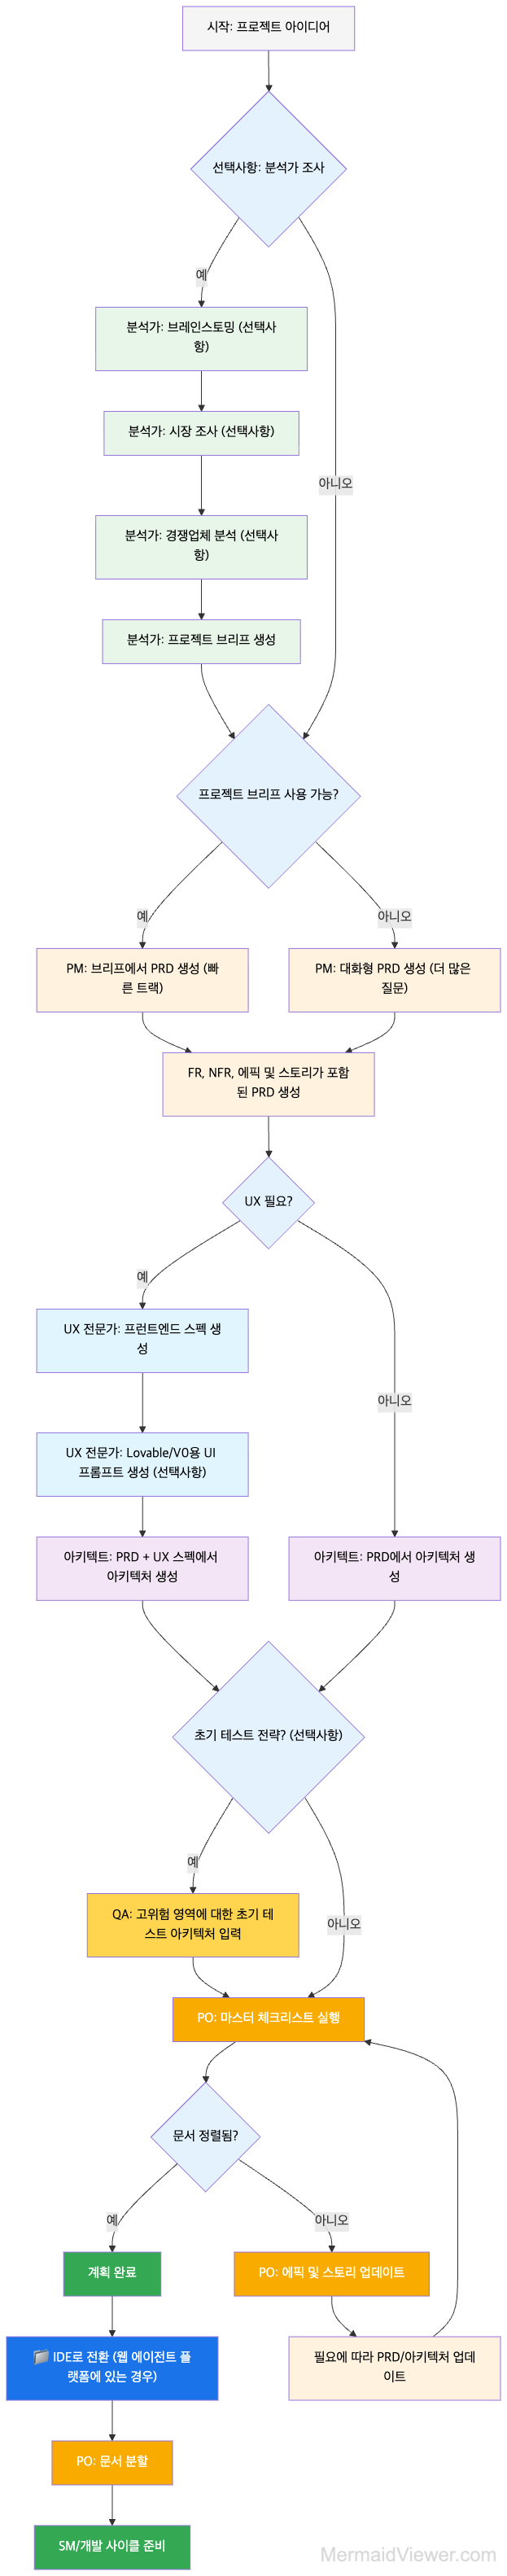 시작: 프로젝트 아이디어
선택사항: 분석가 조사
예
분석가: 브레인스토밍 (선택사
항)
분석가: 시장 조사 (선택사항)
아니오
분석가: 경쟁업체 분석 (선택사
항)
분석가: 프로젝트 브리프 생성
프로젝트 브리프 사용 가능?
예
아니오
PM: 브리프에서 PRD 생성 (빠
른 트랙)
PM: 대화형 PRD 생성 (더 많은
질문)
FR, NFR, 에픽 및 스토리가 포함
된 PRD 생성
UX 필요?
예
UX 전문가: 프런트엔드 스펙 생
성
아니오
UX 전문가: Lovable/V0용 UI
프롬프트 생성 (선택사항)
아키텍트: PRD + UX 스펙에서
아키텍처 생성
아키텍트: PRD에서 아키텍처 생
성
초기 테스트 전략? (선택사항)
예
QA: 고위험 영역에 대한 초기 테
스트 아키텍처 입력
아니오
PO: 마스터 체크리스트 실행
문서 정렬됨?
예
아니오
계획 완료
PO: 에픽 및 스토리 업데이트
📁 IDE로 전환 (웹 에이전트 플
랫폼에 있는 경우)
필요에 따라 PRD/아키텍처 업데
이트
PO: 문서 분할
SM/개발 사이클 준비
MermaidViewer.com